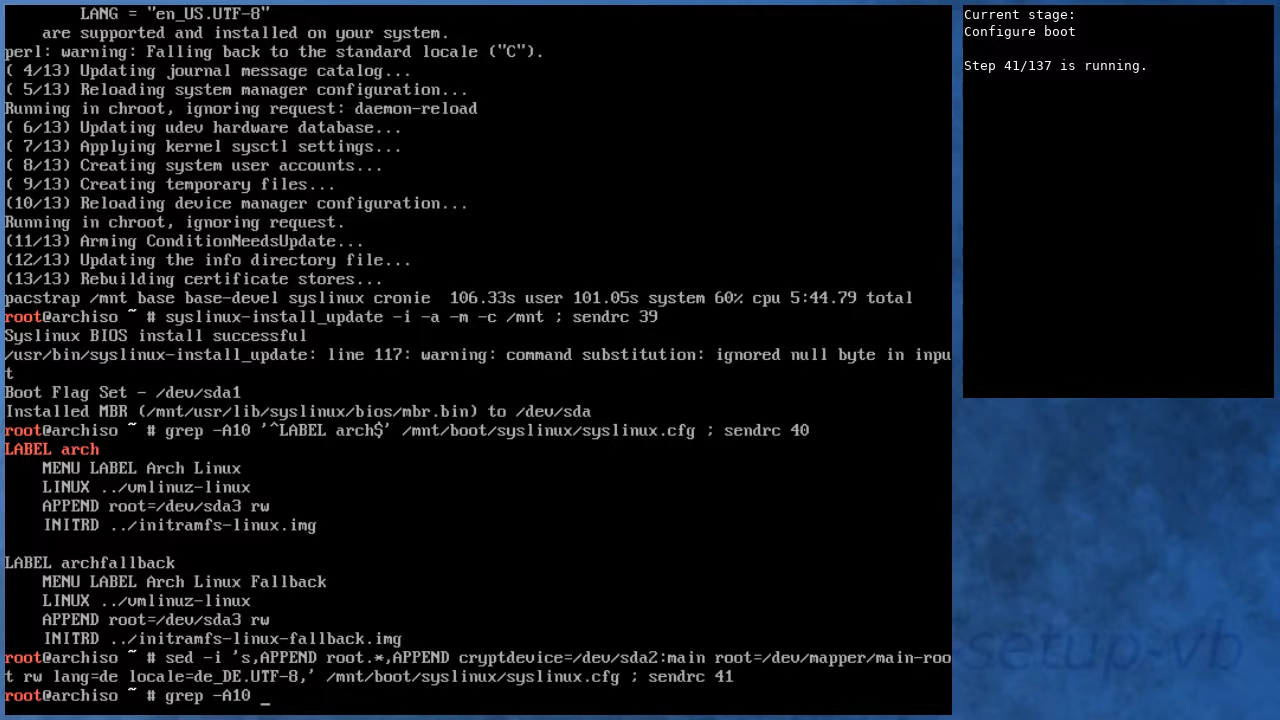 LANG = "en_US.UTF-8"
are supported and installed on your system.
perl: warning: Falling back to the standard locale ("C").
( 4/13) Updating journal message catalog...
( 5/13) Reloading system manager configuration...
Running in chroot, ignoring request: daemon-reload
( 6/13) Updating udev hardware database...
( 7/13) Applying kernel sysctl settings...
( 8/13) Creating system user accounts...
( 9/13) Creating temporary files...
(10/13) Reloading device manager configuration...
Running in chroot, ignoring request.
(11/13) Arming ConditionNeedsUpdate...
(12/13) Updating the info directory file...
(13/13) Rebuilding certificate stores...
pacstrap /mnt base base-devel syslinux cronie  106.33s user 101.05s system 60% cpu 5:44.79 total
root@archiso ~ # syslinux-install_update -i -a -m -c /mnt ; sendrc 39
Syslinux BIOS install successful
/usr/bin/syslinux-install_update: line 117: warning: command substitution: ignored null byte in inpu
t
Boot Flag Set - /dev/sda1
Installed MBR (/mnt/usr/lib/syslinux/bios/mbr.bin) to /dev/sda
root@archiso ~ # grep -A10 '^LABEL arch$' /mnt/boot/syslinux/syslinux.cfg ; sendrc 40
LABEL arch
MENU LABEL Arch Linux
LINUX ../vmlinuz-linux
APPEND root=/dev/sda3 rw
INITRD ../initramfs-linux.img
LABEL archfallback
MENU LABEL Arch Linux Fallback
LINUX ../vmlinuz-linux
APPEND root=/dev/sda3 rw
INITRD ../initramfs-linux-fallback.img
root@archiso ~ # sed -i 's,APPEND root.*,APPEND cryptdevice=/dev/sda2:main root=/dev/mapper/main-roo
t rw lang=de locale=de_DE.UTF-8,' /mnt/boot/syslinux/syslinux.cfg ; sendrc 41
root@archiso ~ # grep -A10 _
Current stage:
Configure boot
Step 41/137 is running.
setup-vb